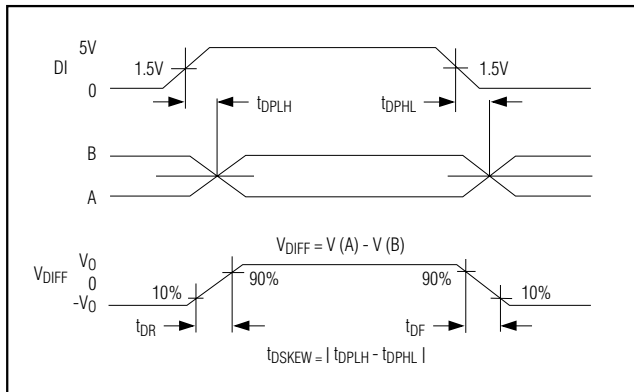 5V
DI
1.5V
1.5V
0
tDPLH
tDPHL
B
A
VDIFF = V (A) - V (B)
VO
VDIFF
0
-VO
10%
90%
90%
10%
tDR
tDF
tDSKEW = | tDPLH - tDPHL |